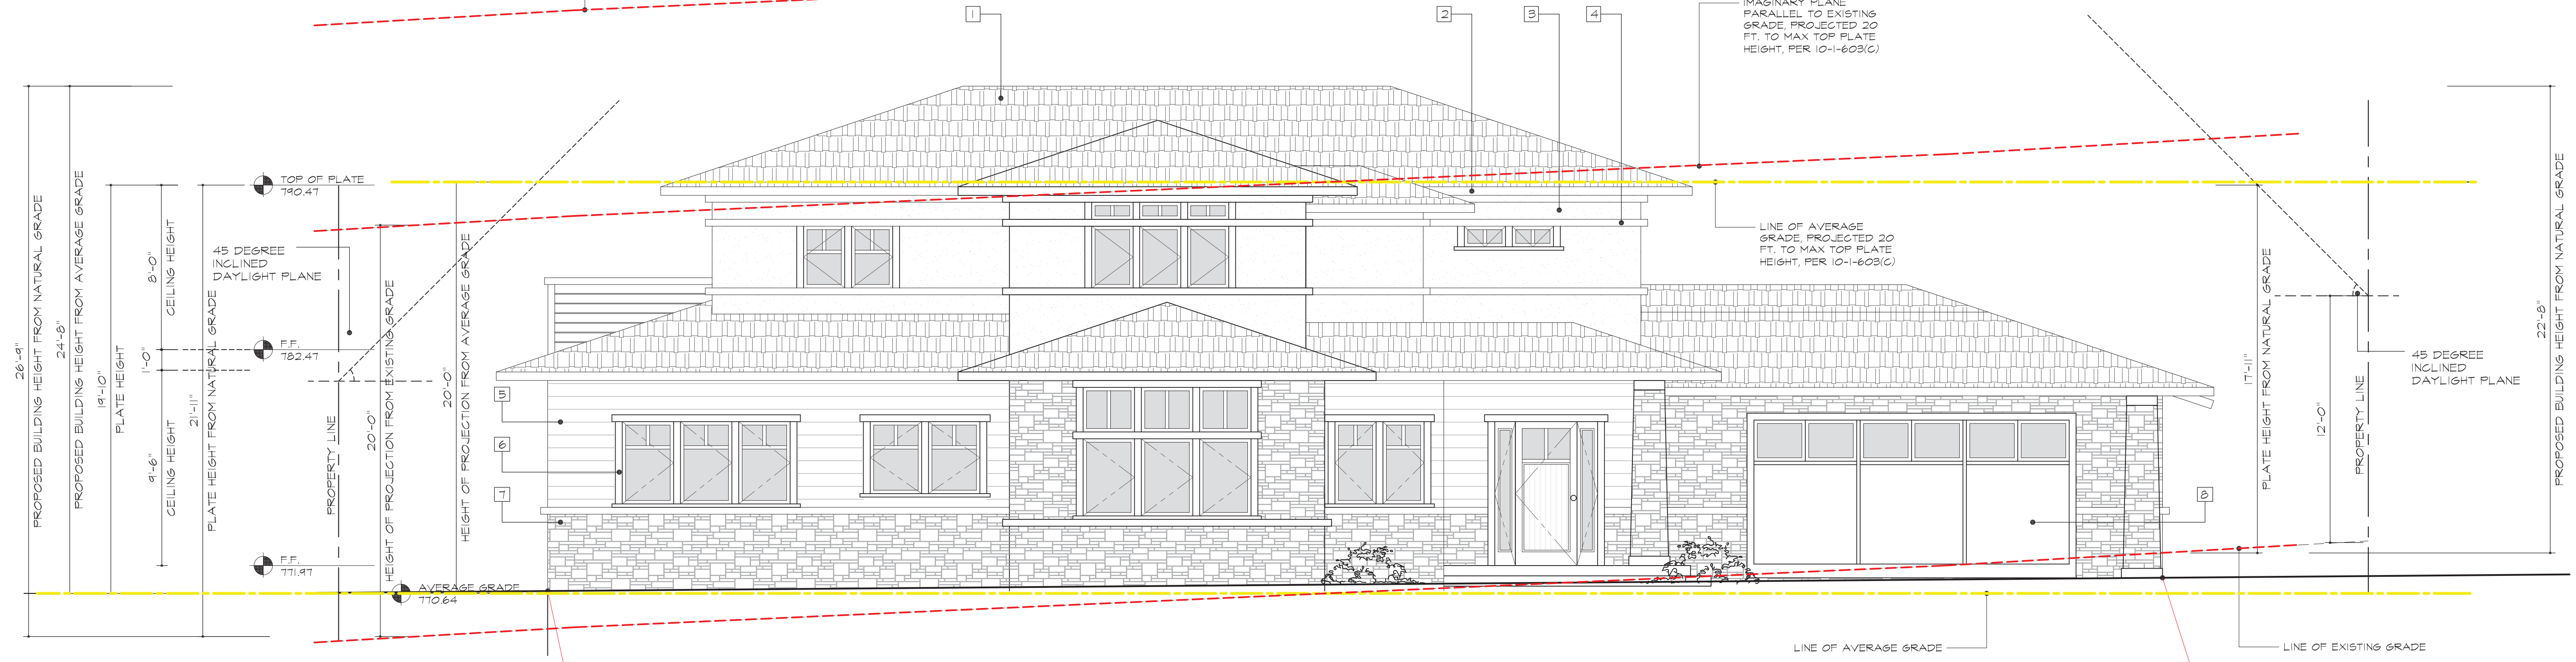 1
2
3
4
IMAGINARY PLANE
PARALLEL TO EXISTING
GRADE, PROJECTED 20
FT. TO MAX TOP PLATE
HEIGHT, PER 10-1-603(C)
26'-9"
PROPOSED BUILDING HEIGHT FROM NATURAL GRADE
24'-8"
PROPOSED BUILDING HEIGHT FROM AVERAGE GRADE
19'-10"
PLATE HEIGHT
8'-0"
CEILING HEIGHT
1'-0"
9'-6"
CEILING HEIGHT
21'-11"
PLATE HEIGHT FROM NATURAL GRADE
TOP OF PLATE
790.47
45 DEGREE
INCLINED
DAYLIGHT PLANE
F.F.
782.47
F.F.
771.97
PROPERTY LINE
20'-0"
HEIGHT OF PROJECTION FROM EXISTING GRADE
20'-0"
HEIGHT OF PROJECTION FROM AVERAGE GRADE
AVERAGE GRADE
770.64
5
6
7
LINE OF AVERAGE
GRADE, PROJECTED 20
FT. TO MAX TOP PLATE
HEIGHT, PER 10-1-603(C)
8
17'-11"
PLATE HEIGHT FROM NATURAL GRADE
12'-0"
PROPERTY LINE
45 DEGREE
INCLINED
DAYLIGHT PLANE
22'-8"
PROPOSED BUILDING HEIGHT FROM NATURAL GRADE
LINE OF AVERAGE GRADE
LINE OF EXISTING GRADE